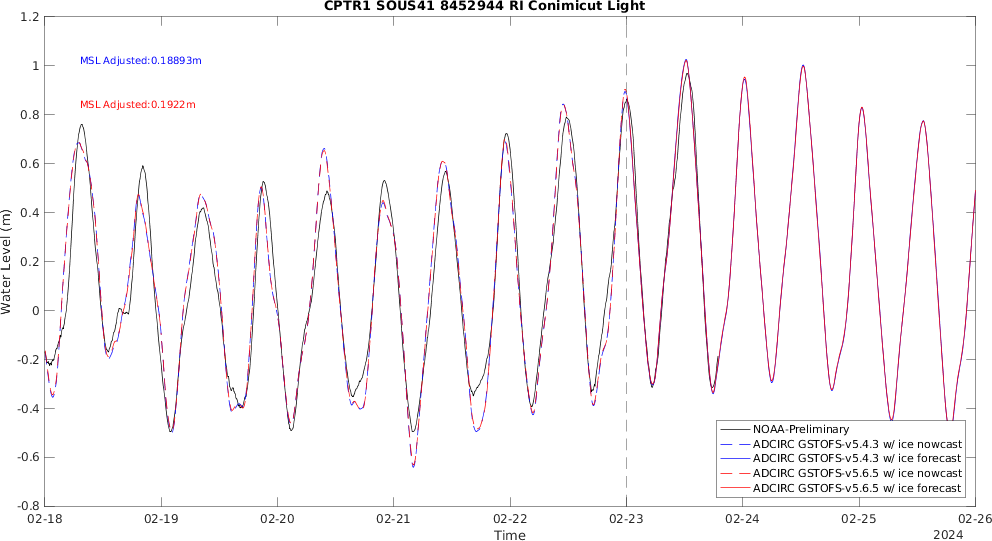 CPTR1 SOUS41 8452944 RI Conimicut Light
1.2
1
0.8
0.6
0.4
0.2
0
-0.2
-0.4
-0.6
-0.8
Water Level (m)
MSL Adjusted:0.18893m
MSL Adjusted:0.1922m
NOAA-Preliminary
ADCIRC GSTOFS-v5.4.3 w/ ice nowcast
ADCIRC GSTOFS-v5.4.3 w/ ice forecast
ADCIRC GSTOFS-v5.6.5 w/ ice nowcast
ADCIRC GSTOFS-v5.6.5 w/ ice forecast
02-18 02-19 02-20 02-21 02-22 02-23 02-24 02-25 02-26
Time
2024